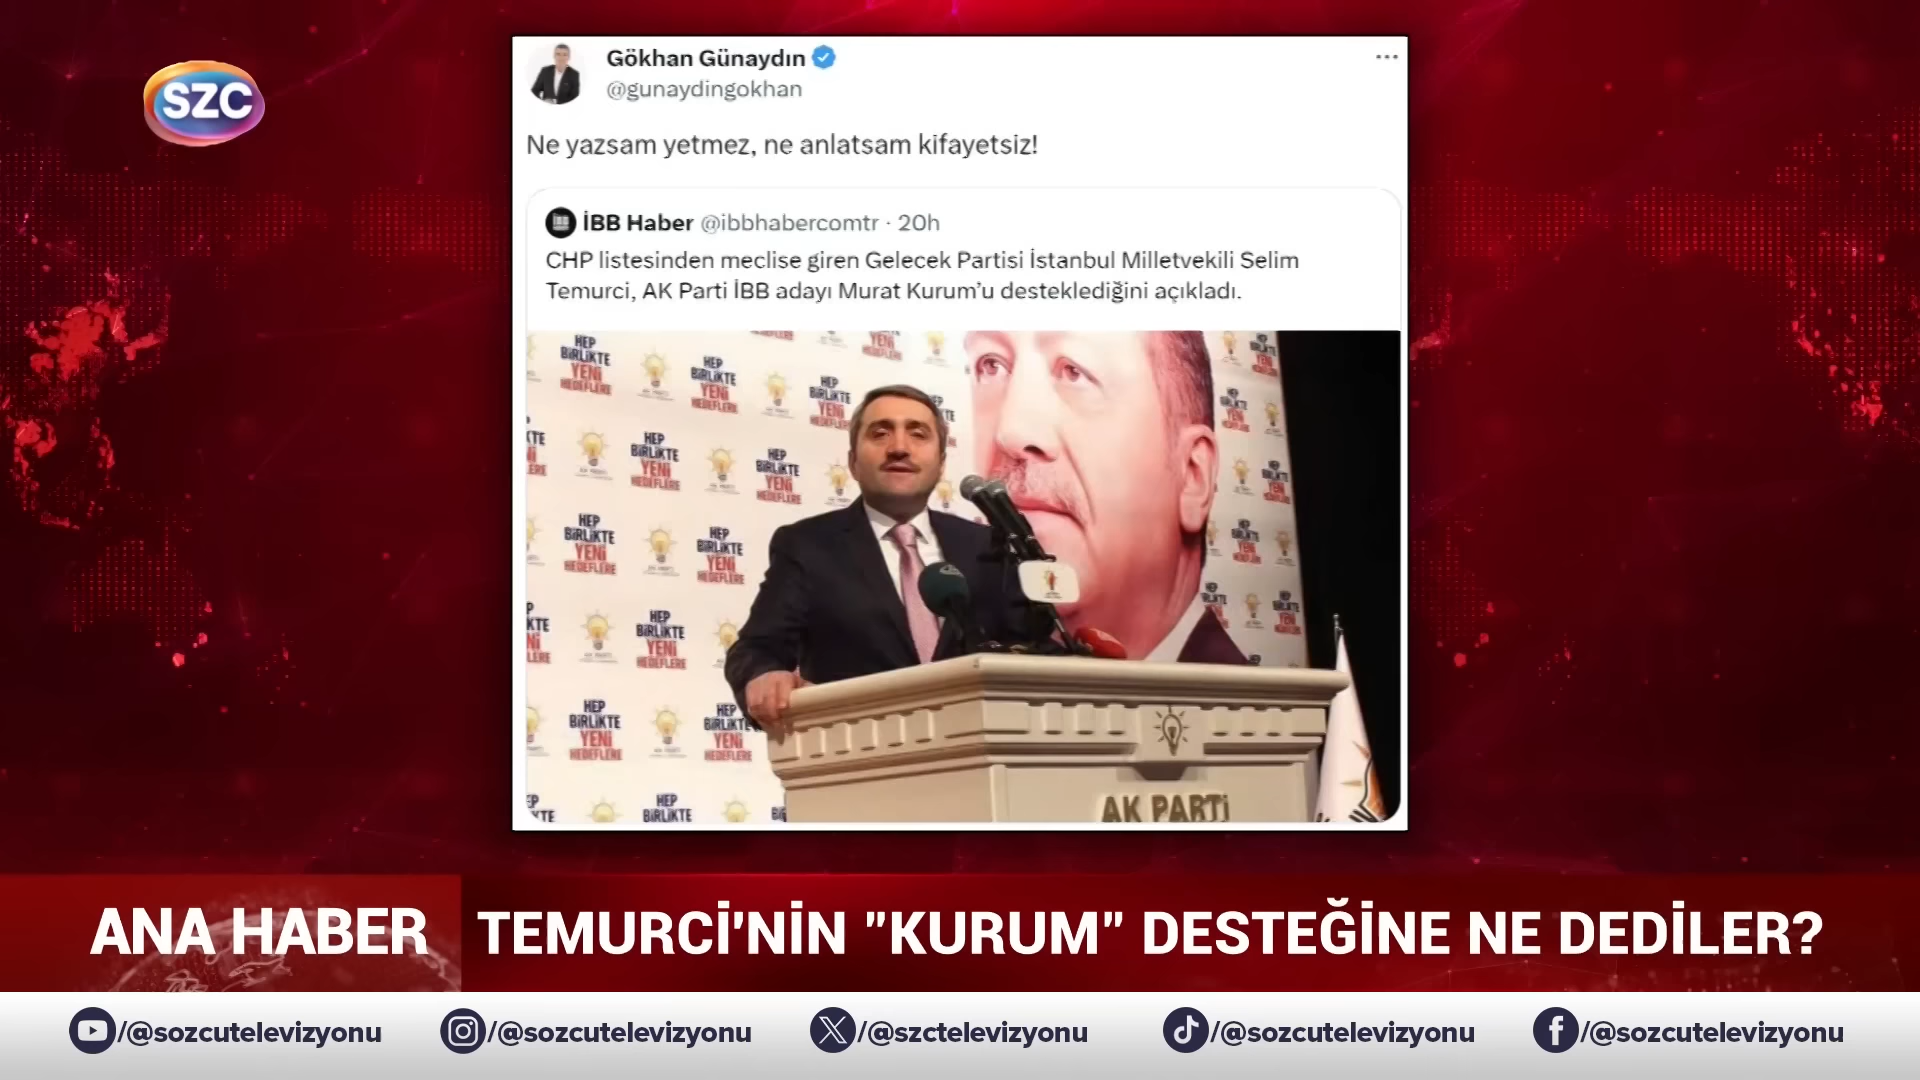 SZC
Gökhan Günaydın
@gunaydingokhan
Ne yazsam yetmez, ne anlatsam kifayetsiz!
İBB Haber @ibbhabercomtr · 20h
CHP listesinden meclise giren Gelecek Partisi İstanbul Milletvekili Selim
Temurci, AK Parti İBB adayı Murat Kurum'u desteklediğini açıkladı.
HEP
BİRLİKTE
YENİ
HEDEFLERE
AK PARTİ
ANA HABER
TEMURCİ'NİN "KURUM" DESTEĞİNE NE DEDİLER?
/@sozcutelevizyonu
/@sozcutelevizyonu
/@szctelevizyonu
/@sozcutelevizyonu
/@sozcutelevizyonu